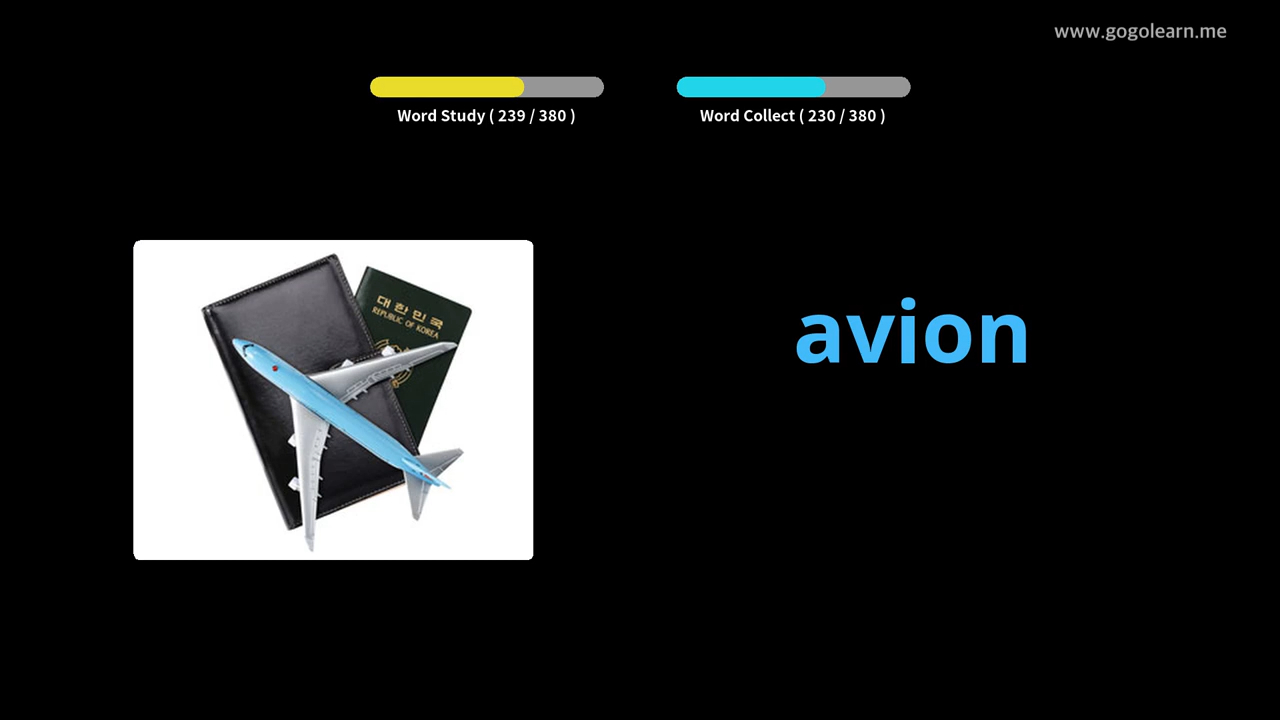 www.gogolearn.me
Word Study ( 239 / 380 )
Word Collect ( 230 / 380 )
대한민국
REPUBLIC OF KOREA
avion